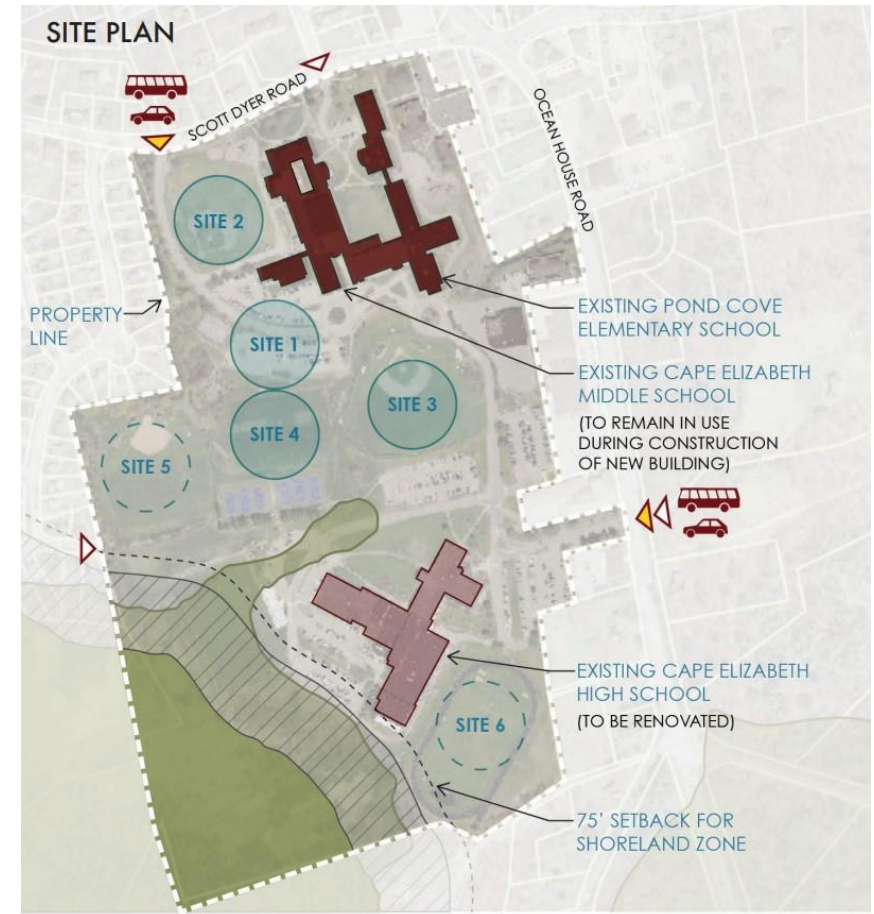 SITE PLAN
SCOTT DYER ROAD
OCEAN HOUSE ROAD
SITE 2
PROPERTY
LINE
EXISTING POND COVE
ELEMENTARY SCHOOL
SITE 1
EXISTING CAPE ELIZABETH
MIDDLE SCHOOL
(TO REMAIN IN USE
DURING CONSTRUCTION
OF NEW BUILDING)
SITE 3
SITE 4
SITE 5
EXISTING CAPE ELIZABETH
HIGH SCHOOL
(TO BE RENOVATED)
SITE 6
75' SETBACK FOR
SHORELAND ZONE